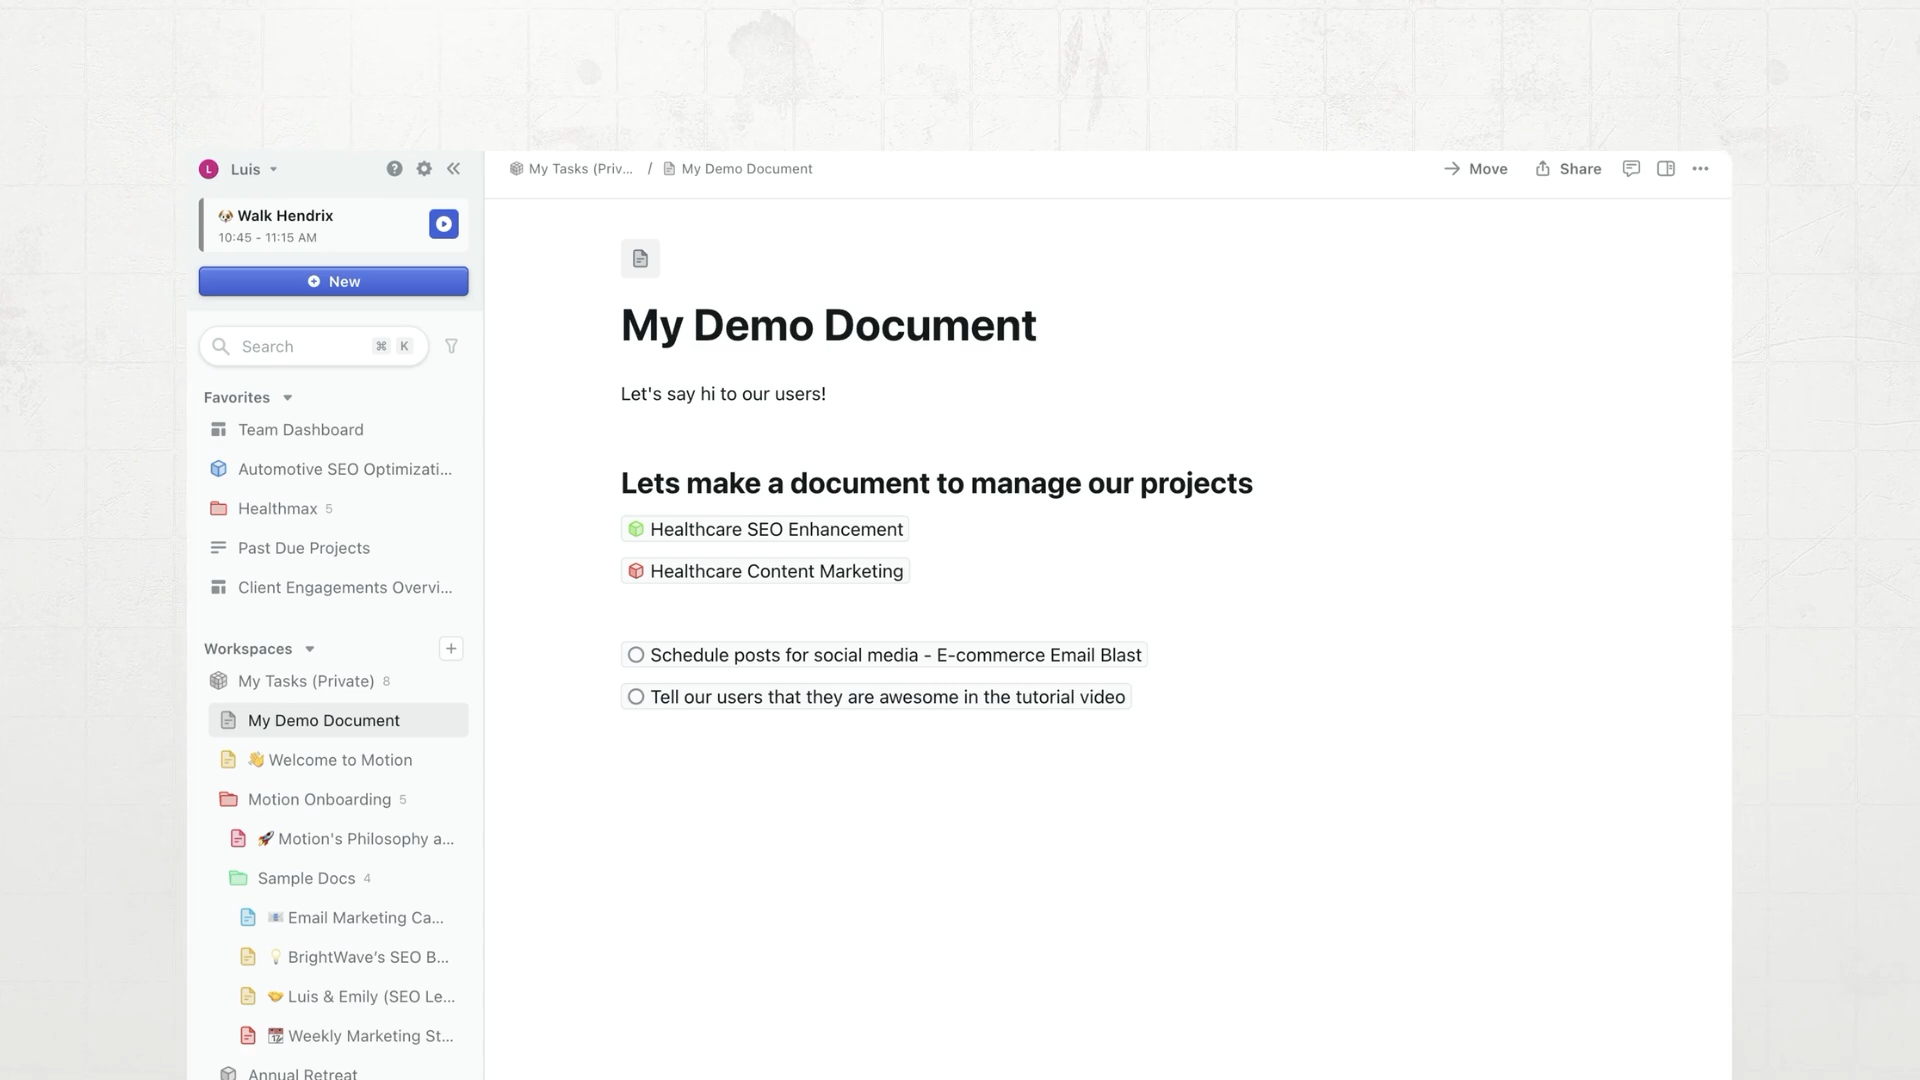 L Luis
Walk Hendrix
10:45 - 11:15 AM
New
Search ⌘ K
Favorites
Team Dashboard
Automotive SEO Optimizati...
Healthmax 5
Past Due Projects
Client Engagements Overvi...
Workspaces
My Tasks (Private) 8
My Demo Document
Welcome to Motion
Motion Onboarding 5
Motion's Philosophy a...
Sample Docs 4
Email Marketing Ca...
BrightWave's SEO B...
Luis & Emily (SEO Le...
Weekly Marketing St...
Annual Retreat
My Tasks (Priv... / My Demo Document
Move Share
My Demo Document
Let's say hi to our users!
Lets make a document to manage our projects
Healthcare SEO Enhancement
Healthcare Content Marketing
Schedule posts for social media - E-commerce Email Blast
Tell our users that they are awesome in the tutorial video